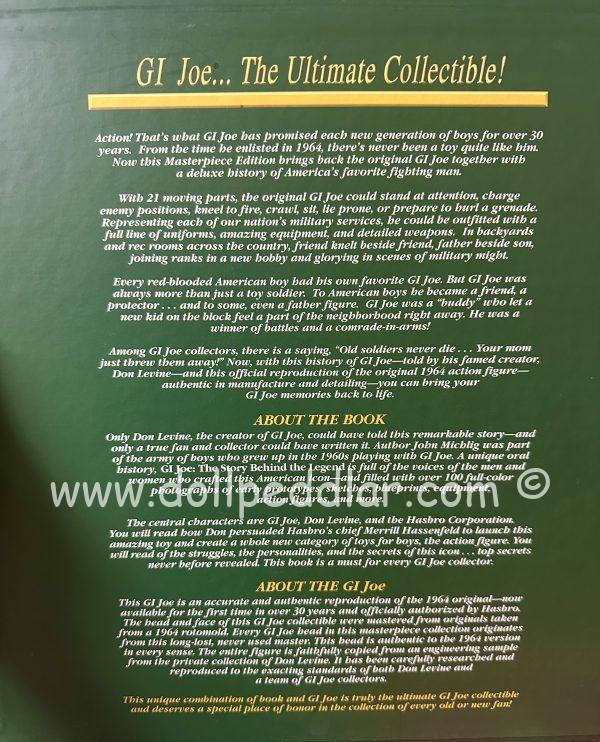 GI Joe... The Ultimate Collectible!
Action! That's what GI Joe has promised each new generation of boys for over 30
years. From the time he enlisted in 1964, there's never been a toy quite like him.
Now this Masterpiece Edition brings back the original GI Joe together with
a deluxe history of America's favorite fighting man.
With 21 moving parts, the original GI Joe could stand at attention, charge
enemy positions, kneel to fire, crawl, sit, lie prone, or prepare to hurl a grenade.
Representing each of our nation's military services, he could be outfitted with a
full line of uniforms, amazing equipment, and detailed weapons. In backyards
and rec rooms across the country, friend knelt beside friend, father beside son,
joining ranks in a new hobby and glorying in scenes of military might.
Every red-blooded American boy had his own favorite GI Joe. But GI Joe was
always more than just a toy soldier. To American boys he became a friend, a
protector . . . and to some, even a father figure. GI Joe was a "buddy" who let a
new kid on the block feel a part of the neighborhood right away. He was a
winner of battles and a comrade-in-arms!
Among GI Joe collectors, there is a saying, "Old soldiers never die . . . Your mom
just threw them away!" Now, with this history of GI Joe—told by his famed creator,
Don Levine—and this official reproduction of the original 1964 action figure—
authentic in manufacture and detailing—you can bring your
GI Joe memories back to life.
ABOUT THE BOOK
Only Don Levine, the creator of GI Joe, could have told this remarkable story—and
only a true fan and collector could have written it. Author John Michlig was part
of the army of boys who grew up in the 1960s playing with GI Joe. A unique oral
history, GI Joe: The Story Behind the Legend is full of the voices of the men and
women who created this American icon—and filled with over 100 full-color
photographs of early prototypes, sketches, blueprints, equipment,
action figures, and more.
www.dollpeddlar.com ©
The central characters are GI Joe, Don Levine, and the Hasbro Corporation.
You will read how Don persuaded Hasbro's chief Merrill Hassenfeld to launch this
amazing toy and create a whole new category of toys for boys, the action figure. You
will read of the struggles, the personalities, and the secrets of this icon . . . top secrets
never before revealed. This book is a must for every GI Joe collector.
ABOUT THE GI Joe
This GI Joe is an accurate and authentic reproduction of the 1964 original—now
available for the first time in over 30 years and officially authorized by Hasbro.
The head and face of this GI Joe collectible were mastered from originals taken
from a 1964 rotomold. Every GI Joe head in this masterpiece collection originates
from this long-lost, never used master. This head is authentic to the 1964 version
in every sense. The entire figure is faithfully copied from an engineering sample
from the private collection of Don Levine. It has been carefully researched and
reproduced to the exacting standards of both Don Levine and
a team of GI Joe collectors.
This unique combination of book and GI Joe is truly the ultimate GI Joe collectible
and deserves a special place of honor in the collection of every old or new fan!